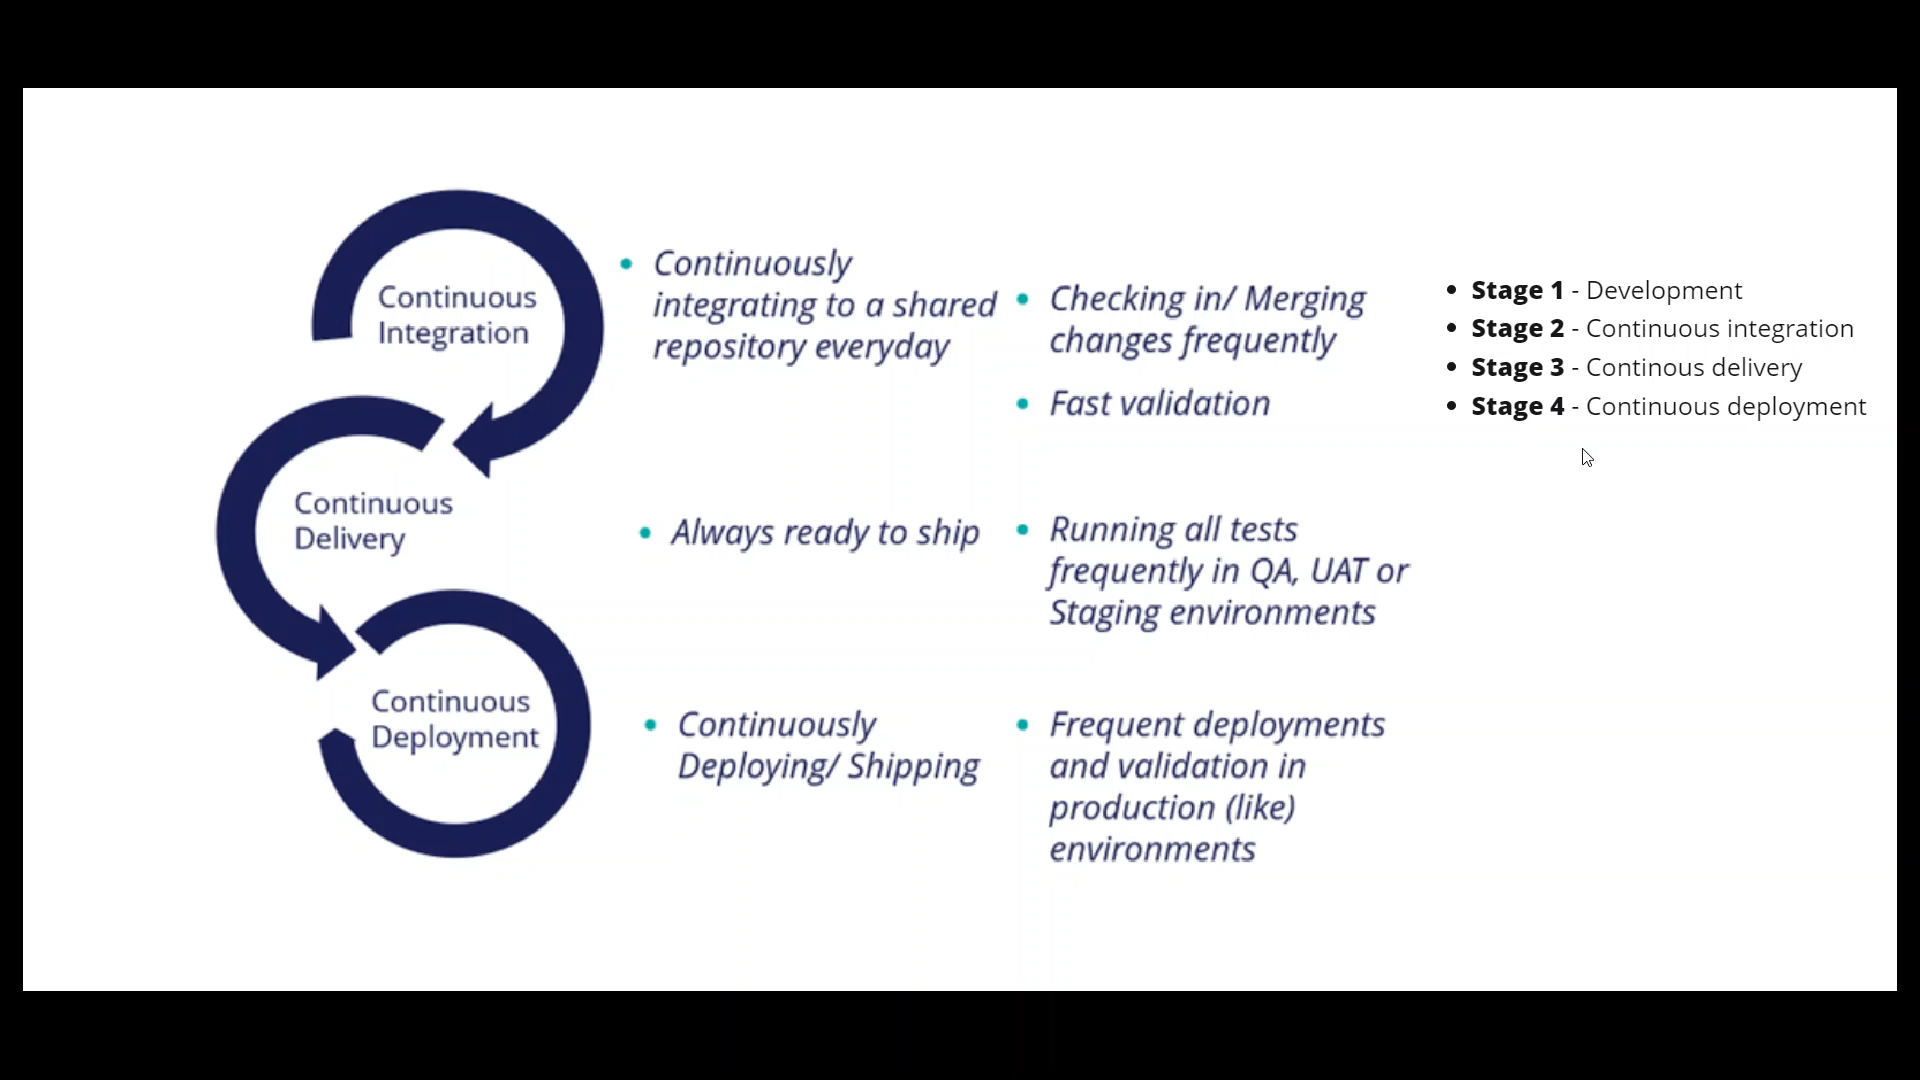 Continuous
Integration
• Continuously
integrating to a shared
repository everyday
• Checking in/ Merging
changes frequently
• Fast validation
Continuous
Delivery
• Always ready to ship
• Running all tests
frequently in QA, UAT or
Staging environments
Continuous
Deployment
• Continuously
Deploying/ Shipping
• Frequent deployments
and validation in
production (like)
environments
• Stage 1 - Development
• Stage 2 - Continuous integration
• Stage 3 - Continous delivery
• Stage 4 - Continuous deployment